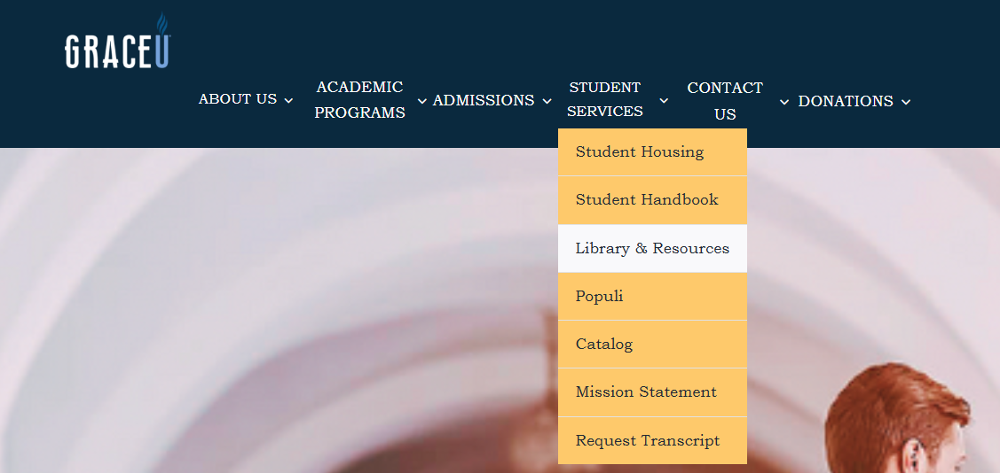 GRACEU
ABOUT US
ACADEMIC
PROGRAMS
ADMISSIONS
STUDENT
SERVICES
CONTACT
US
DONATIONS
Student Housing
Student Handbook
Library & Resources
Populi
Catalog
Mission Statement
Request Transcript